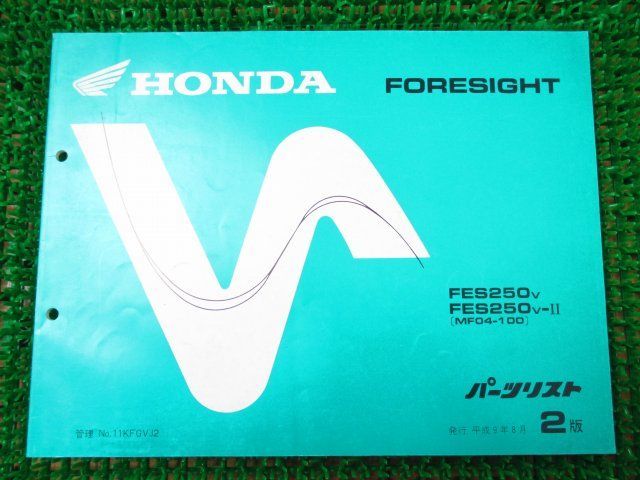 HONDA
FORESIGHT
FES250V
FES250V-II
(MF04-100)
パーツリスト
管理 No.11KFGVJ2
発行.平成9年8月 2版